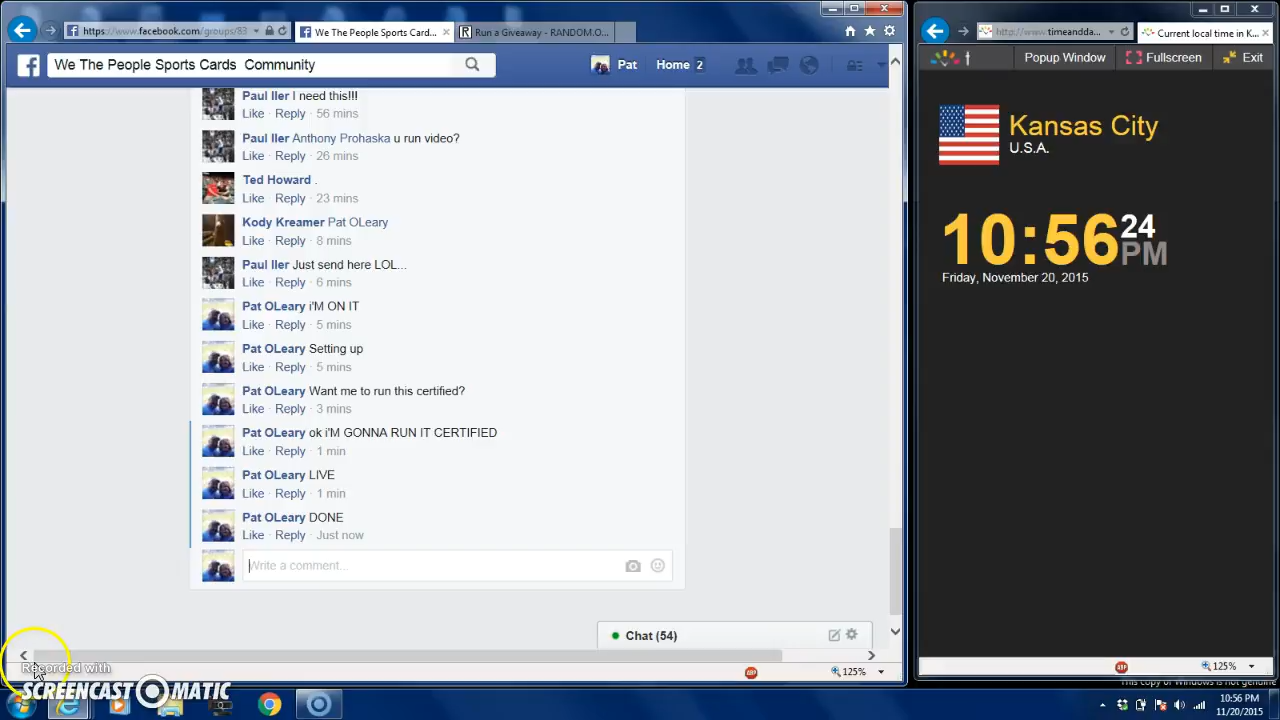 https://www.facebook.com/groups/83
We The People Sports Card...
Run a Giveaway - RANDOM.O...
We The People Sports Cards Community
Pat
Home 2
Paul Iler I need this!!!
Like · Reply · 56 mins
Paul Iler Anthony Prohaska u run video?
Like · Reply · 26 mins
Ted Howard .
Like · Reply · 23 mins
Kody Kreamer Pat OLeary
Like · Reply · 8 mins
Paul Iler Just send here LOL...
Like · Reply · 6 mins
Pat OLeary i'M ON IT
Like · Reply · 5 mins
Pat OLeary Setting up
Like · Reply · 5 mins
Pat OLeary Want me to run this certified?
Like · Reply · 3 mins
Pat OLeary ok i'M GONNA RUN IT CERTIFIED
Like · Reply · 1 min
Pat OLeary LIVE
Like · Reply · 1 min
Pat OLeary DONE
Like · Reply · Just now
Write a comment...
Chat (54)
125%
Recorded with
SCREENCAST-O-MATIC
http://www.timeandda...
Current local time in K...
Popup Window
Fullscreen
Exit
Kansas City
U.S.A.
10:56 24
PM
Friday, November 20, 2015
125%
This copy of Windows is not genuine
10:56 PM
11/20/2015